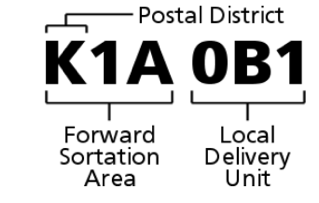 Postal District
K1A 0B1
Forward
Sortation
Area
Local
Delivery
Unit